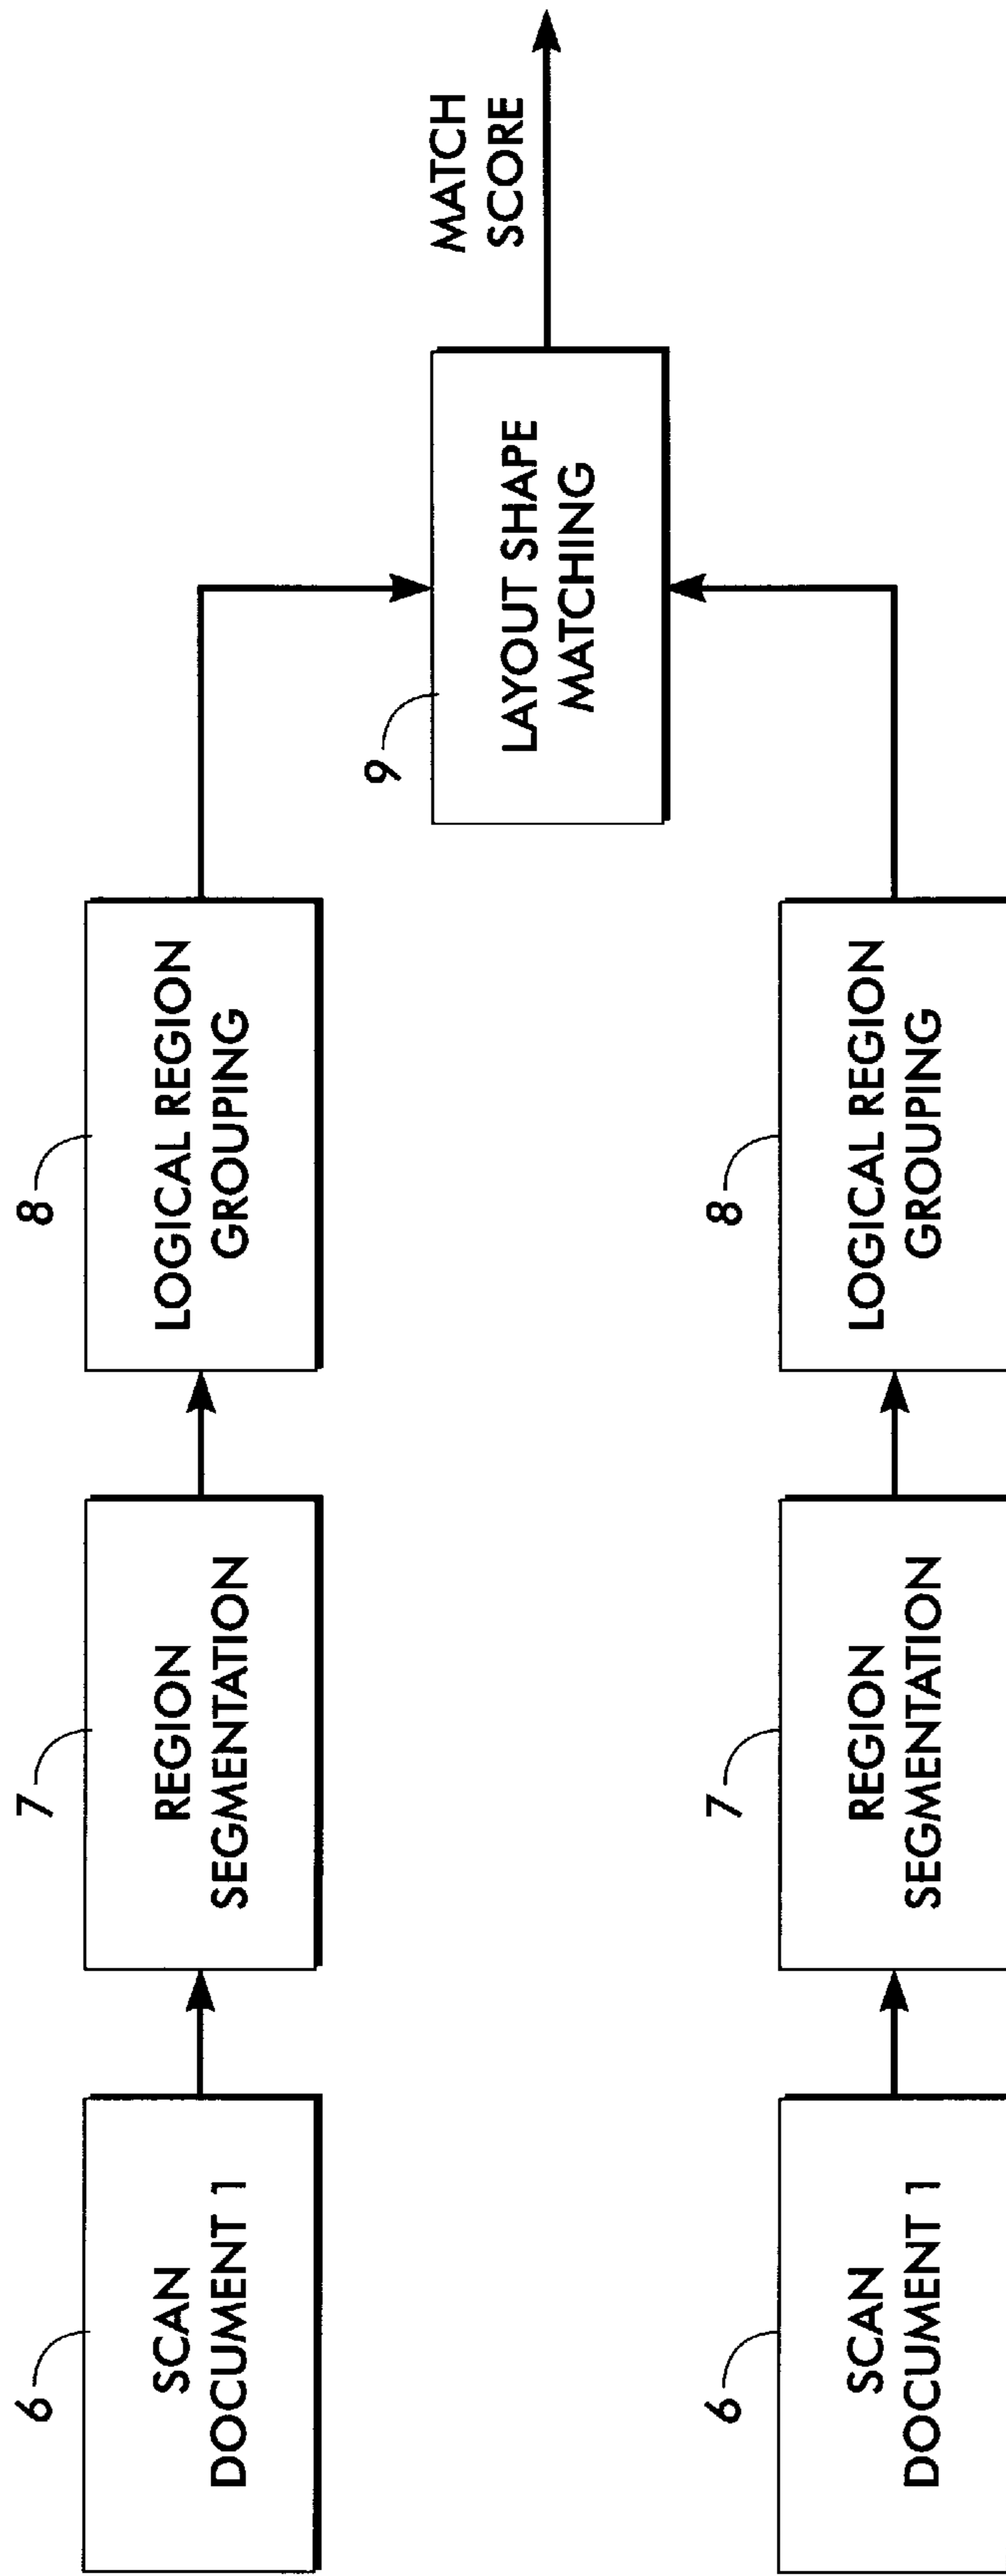 6
SCAN
DOCUMENT 1
7
REGION
SEGMENTATION
8
LOGICAL REGION
GROUPING
9
LAYOUT SHAPE
MATCHING
MATCH
SCORE
6
SCAN
DOCUMENT 1
7
REGION
SEGMENTATION
8
LOGICAL REGION
GROUPING